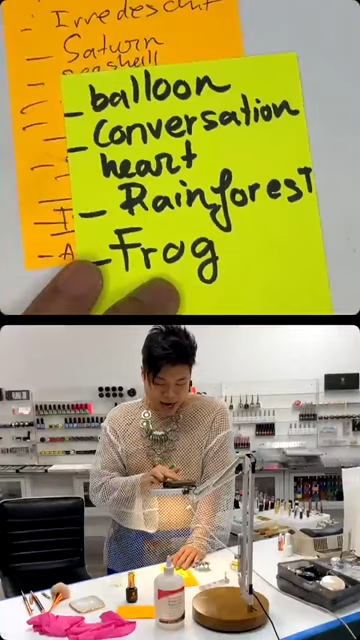 Irredescent
Saturn
seashell
- balloon
- Conversation
heart
- Rainforest
- Frog